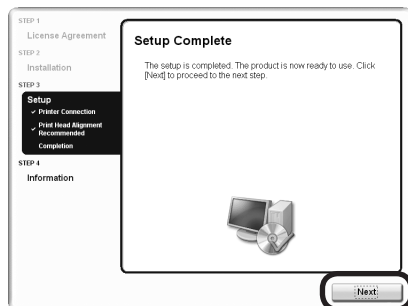 STEP 1
License Agreement
STEP 2
Installation
STEP 3
Setup
✓ Printer Connection
✓ Print Head Alignment
Recommended
Completion
STEP 4
Information
Setup Complete
The setup is completed. The product is now ready to use. Click
[Next] to proceed to the next step.
Next